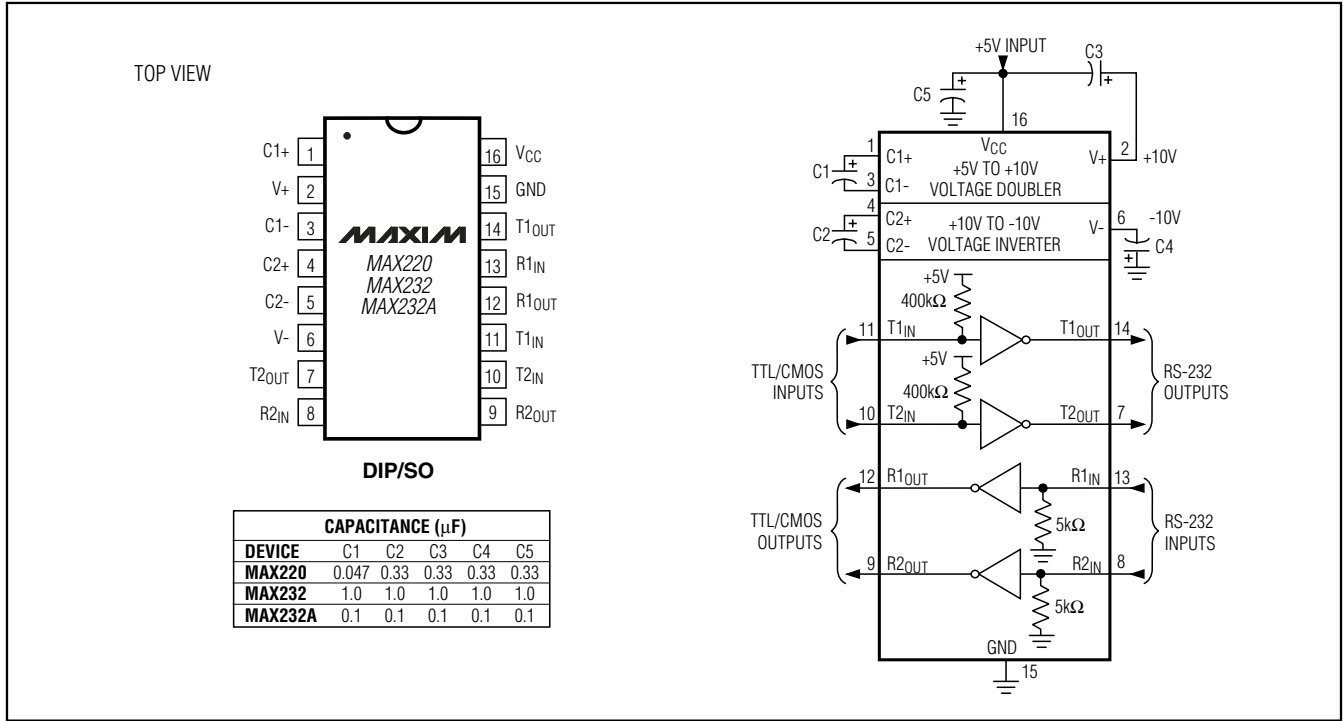 TOP VIEW
C1+ 1
V+ 2
C1- 3
C2+ 4
C2- 5
V- 6
T2OUT 7
R2IN 8
16 VCC
15 GND
14 T1OUT
13 R1IN
12 R1OUT
11 T1IN
10 T2IN
9 R2OUT
MAXIM
MAX220
MAX232
MAX232A
DIP/SO
CAPACITANCE (µF)
DEVICE C1 C2 C3 C4 C5
MAX220 0.047 0.33 0.33 0.33 0.33
MAX232 1.0 1.0 1.0 1.0 1.0
MAX232A 0.1 0.1 0.1 0.1 0.1
+5V INPUT
C3
+
+
C5
16
1
VCC
2
C1+
+5V TO +10V
V+
+10V
C1
+
3
C1-
VOLTAGE DOUBLER
4
C2+
+10V TO -10V
6
-10V
C2
+
5
C2-
VOLTAGE INVERTER
V-
C4
+
+5V
400kΩ
11 T1IN
T1OUT 14
+5V
TTL/CMOS
INPUTS
RS-232
OUTPUTS
400kΩ
10 T2IN
T2OUT 7
12 R1OUT
R1IN 13
TTL/CMOS
OUTPUTS
5kΩ
RS-232
INPUTS
9 R2OUT
R2IN 8
5kΩ
GND
15